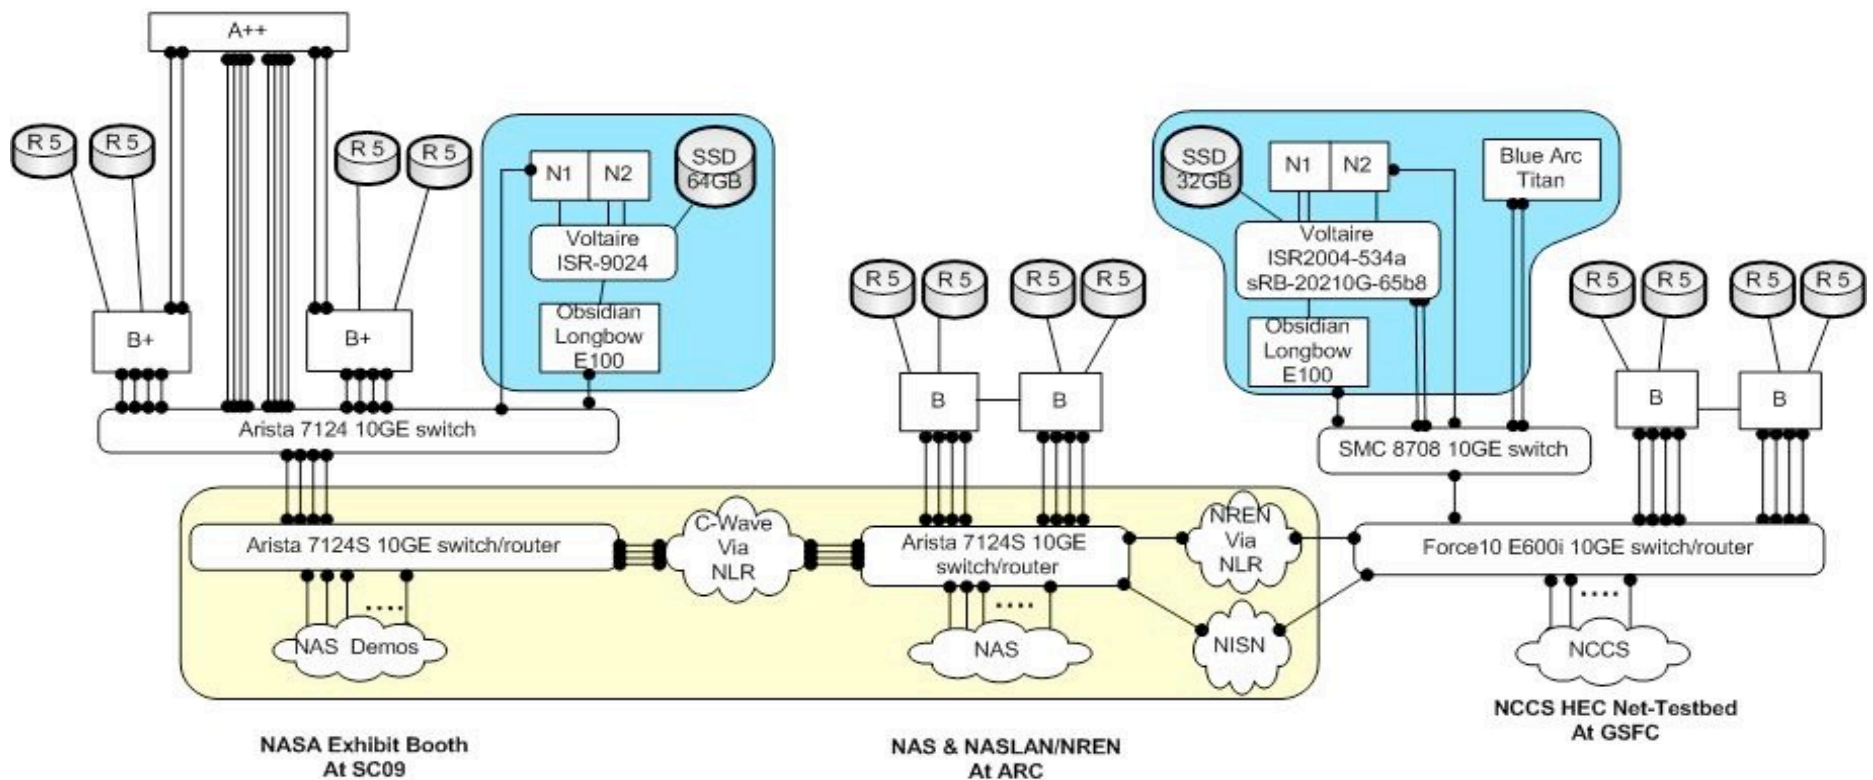 A++
R 5
R 5
R 5
R 5
B+
B+
N1
N2
SSD
64GB
Voltaire
ISR-9024
Obsidian
Longbow
E100
Arista 7124 10GE switch
SSD
32GB
N1
N2
Blue Arc
Titan
Voltaire
ISR2004-534a
sRB-20210G-65b8
Obsidian
Longbow
E100
R 5
R 5
R 5
R 5
B
B
R 5
R 5
R 5
R 5
B
B
SMC 8708 10GE switch
Arista 7124S 10GE switch/router
C-Wave
Via
NLR
Arista 7124S 10GE
switch/router
NREN
Via
NLR
Force10 E600i 10GE switch/router
....
NAS Demos
....
NAS
NISN
....
NCCS
NASA Exhibit Booth
At SC09
NAS & NASLAN/NREN
At ARC
NCCS HEC Net-Testbed
At GSFC